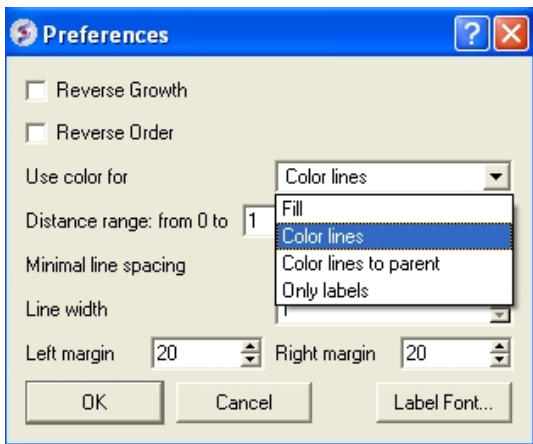 Preferences
Reverse Growth
Reverse Order
Use color for Color lines
Fill
Distance range: from 0 to 1
Color lines
Minimal line spacing Color lines to parent
Only labels
Line width 1
Left margin 20 Right margin 20
OK Cancel Label Font...